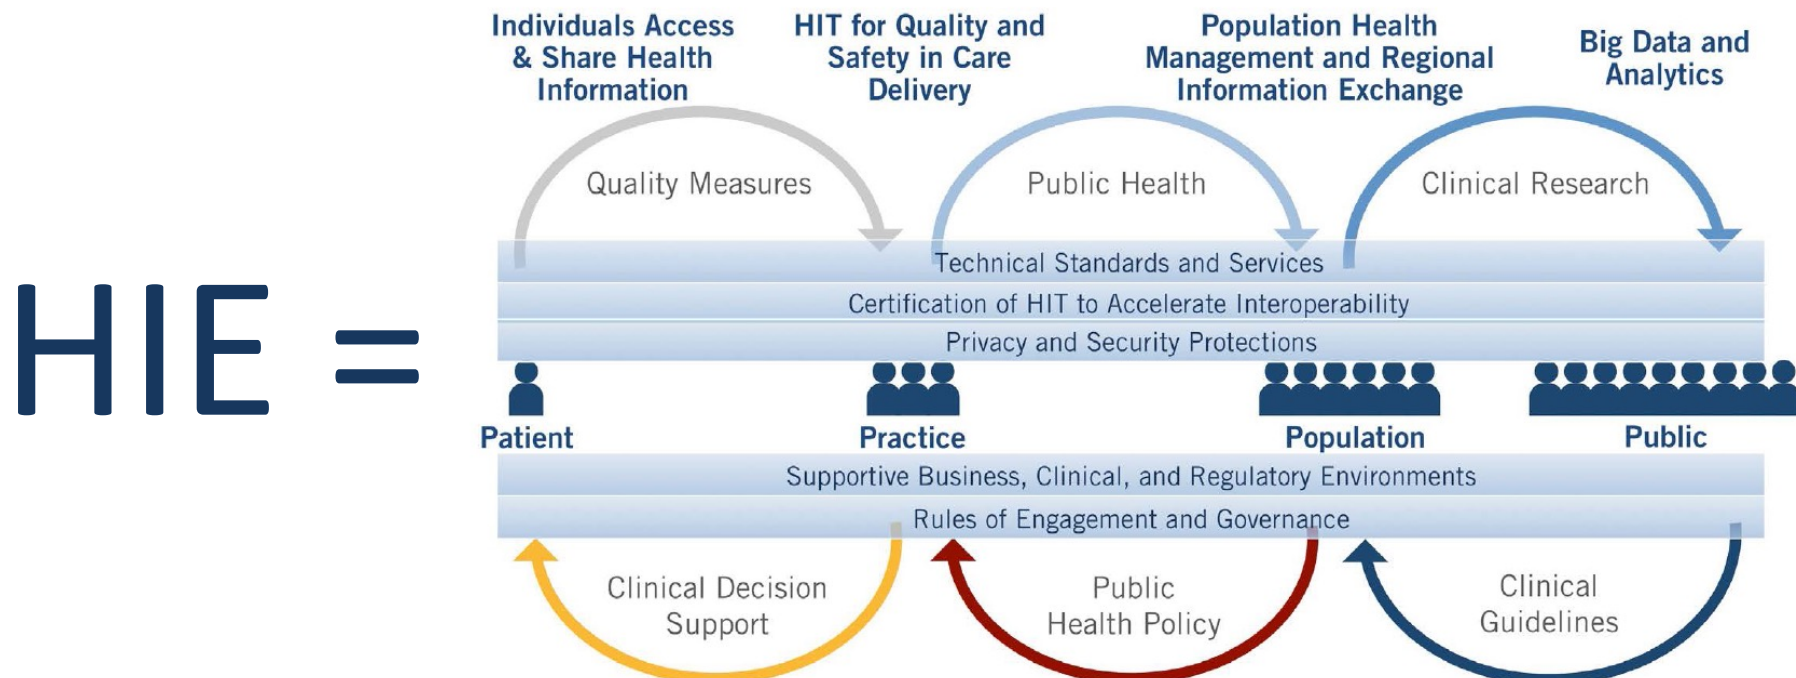 HIE =
Individuals Access
& Share Health
Information
HIT for Quality and
Safety in Care
Delivery
Population Health
Management and Regional
Information Exchange
Big Data and
Analytics
Quality Measures
Public Health
Clinical Research
Technical Standards and Services
Certification of HIT to Accelerate Interoperability
Privacy and Security Protections
Patient
Practice
Population
Public
Supportive Business, Clinical, and Regulatory Environments
Rules of Engagement and Governance
Clinical Decision
Support
Public
Health Policy
Clinical
Guidelines